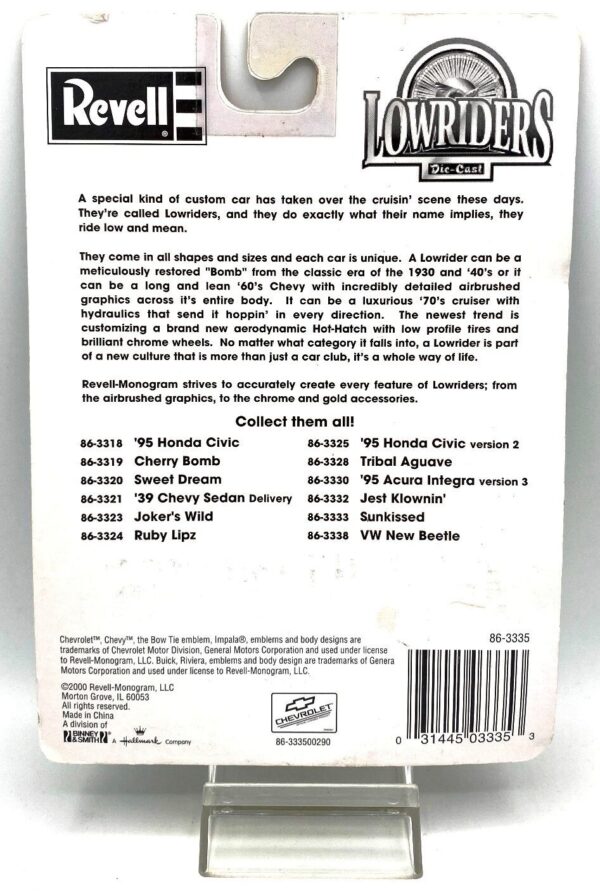 Revell®
LOWRIDERS
Die-Cast
A special kind of custom car has taken over the cruisin' scene these days.
They're called Lowriders, and they do exactly what their name implies, they
ride low and mean.
They come in all shapes and sizes and each car is unique. A Lowrider can be a
meticulously restored "Bomb" from the classic era of the 1930 and '40's or it
can be a long and lean '60's Chevy with incredibly detailed airbrushed
graphics across it's entire body. It can be a luxurious '70's cruiser with
hydraulics that send it hoppin' in every direction. The newest trend is
customizing a brand new aerodynamic Hot-Hatch with low profile tires and
brilliant chrome wheels. No matter what category it falls into, a Lowrider is part
of a new culture that is more than just a car club, it's a whole way of life.
Revell-Monogram strives to accurately create every feature of Lowriders; from
the airbrushed graphics, to the chrome and gold accessories.
Collect them all!
86-3318 '95 Honda Civic
86-3319 Cherry Bomb
86-3320 Sweet Dream
86-3321 '39 Chevy Sedan Delivery
86-3323 Joker's Wild
86-3324 Ruby Lipz
86-3325 '95 Honda Civic version 2
86-3328 Tribal Aguave
86-3330 '95 Acura Integra version 3
86-3332 Jest Klownin'
86-3333 Sunkissed
86-3338 VW New Beetle
Chevrolet™, Chevy™, the Bow Tie emblem, Impala®, emblems and body designs are
trademarks of Chevrolet Motor Division, General Motors Corporation and used under license
to Revell-Monogram, LLC. Buick, Riviera, emblems and body design are trademarks of Genera
Motors Corporation and used under license to Revell-Monogram, LLC.
©2000 Revell-Monogram, LLC
Morton Grove, IL 60053
All rights reserved.
Made in China
A division of
BINNEY & SMITH A Hallmark Company
CHEVROLET
86-333500290
86-3335
0 31445 03335 3